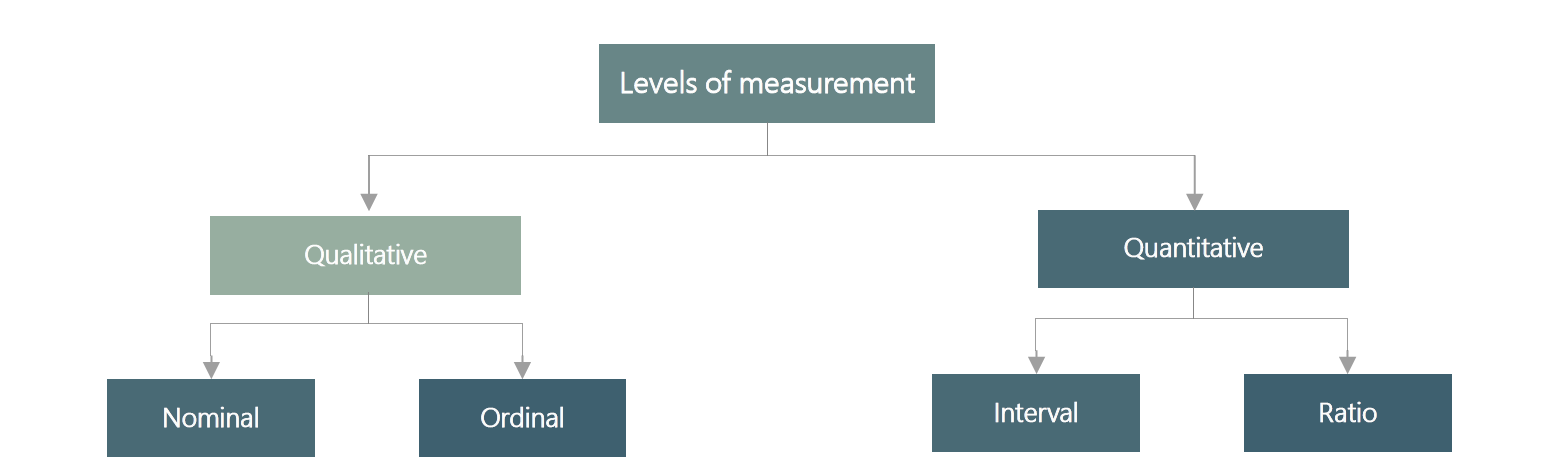 Levels of measurement
Qualitative
Quantitative
Nominal
Ordinal
Interval
Ratio